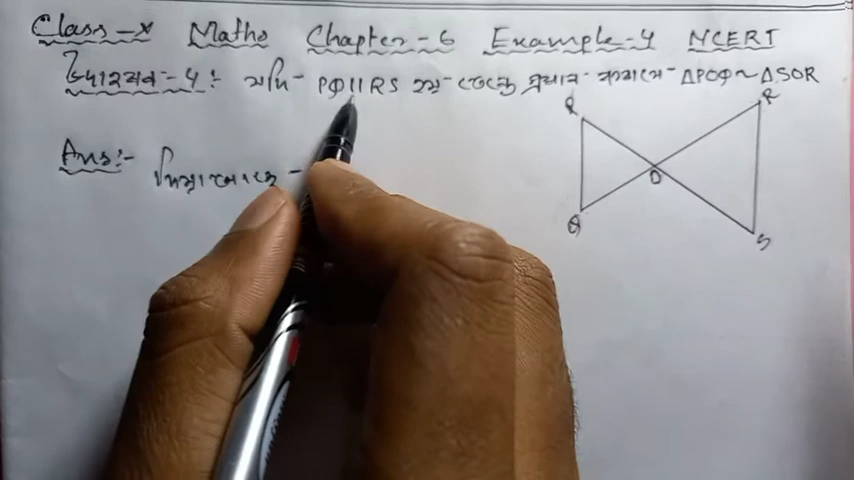 Class-X Maths Chapter-6 Example-4 NCERT
উদাহৰণ-4: যদি PQ॥RS হয় তেন্তে প্ৰমাণ কৰাযে- ΔPOQ ~ ΔSOR
P R
Ans:- দিয়া আছে -
O
Q S